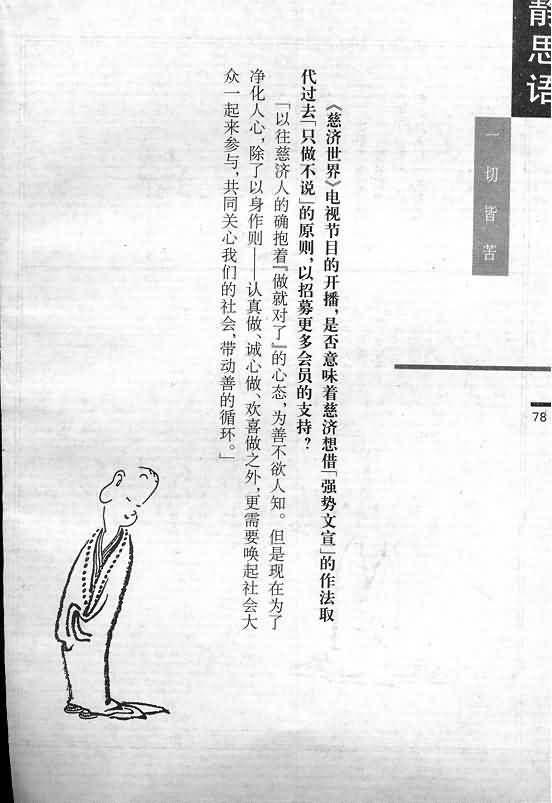 静思语
一切皆苦
78
《慈济世界》电视节目的开播，是否意味着慈济想借「强势文宣」的作法取
代过去「只做不说」的原则，以招募更多会员的支持？
「以往慈济人的确抱着『做就对了』的心态，为善不欲人知。但是现在为了
净化人心，除了以身作则——认真做、诚心做、欢喜做之外，更需要唤起社会大
众一起来参与，共同关心我们的社会，带动善的循环。」